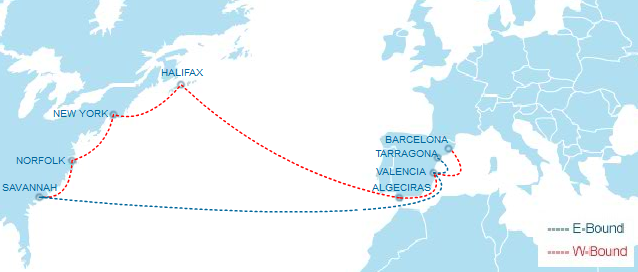 HALIFAX
NEW YORK
BARCELONA
TARRAGONA
NORFOLK
VALENCIA
SAVANNAH
ALGECIRAS
E-Bound
W-Bound